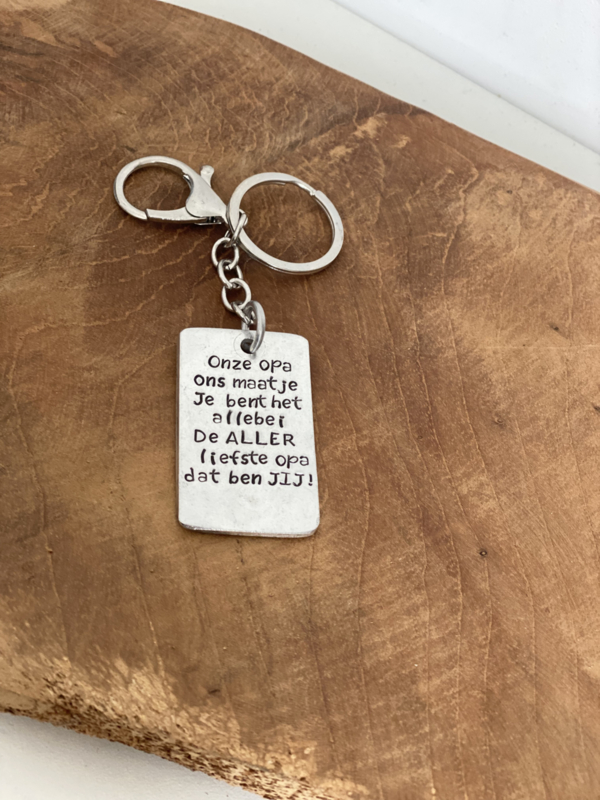 Onze opa
ons maatje
Je bent het
allebei
De ALLER
liefste opa
dat ben JIJ!